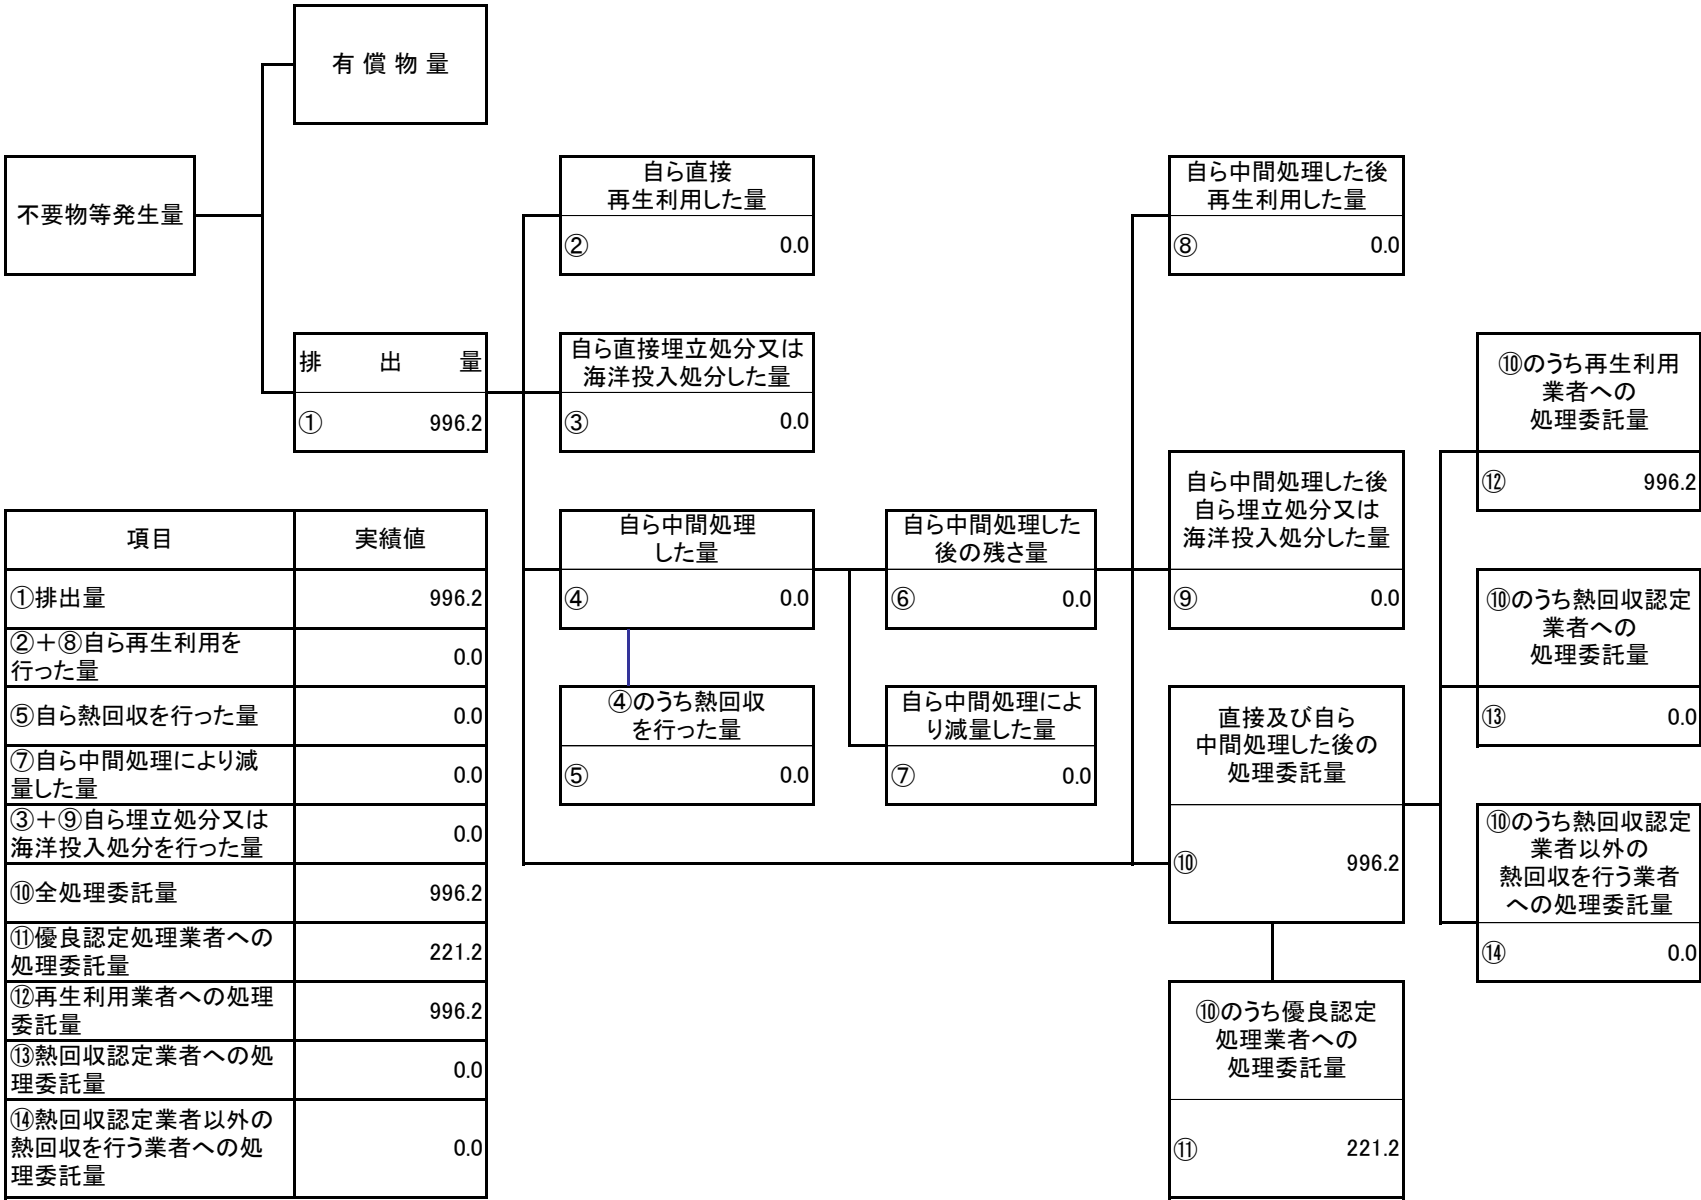 有 償 物 量
不要物等発生量
排 出 量
① 996.2
自ら直接
再生利用した量
② 0.0
自ら直接埋立処分又は
海洋投入処分した量
③ 0.0
自ら中間処理
した量
④ 0.0
④のうち熱回収
を行った量
⑤ 0.0
自ら中間処理した
後の残さ量
⑥ 0.0
自ら中間処理によ
り減量した量
⑦ 0.0
自ら中間処理した後
再生利用した量
⑧ 0.0
自ら中間処理した後
自ら埋立処分又は
海洋投入処分した量
⑨ 0.0
直接及び自ら
中間処理した後の
処理委託量
⑩ 996.2
⑩のうち優良認定
処理業者への
処理委託量
⑪ 221.2
⑩のうち再生利用
業者への
処理委託量
⑫ 996.2
⑩のうち熱回収認定
業者への
処理委託量
⑬ 0.0
⑩のうち熱回収認定
業者以外の
熱回収を行う業者
への処理委託量
⑭ 0.0
項目 実績値
①排出量 996.2
②＋⑧自ら再生利用を
行った量 0.0
⑤自ら熱回収を行った量 0.0
⑦自ら中間処理により減
量した量 0.0
③＋⑨自ら埋立処分又は
海洋投入処分を行った量 0.0
⑩全処理委託量 996.2
⑪優良認定処理業者への
処理委託量 221.2
⑫再生利用業者への処理
委託量 996.2
⑬熱回収認定業者への処
理委託量 0.0
⑭熱回収認定業者以外の
熱回収を行う業者への処
理委託量 0.0